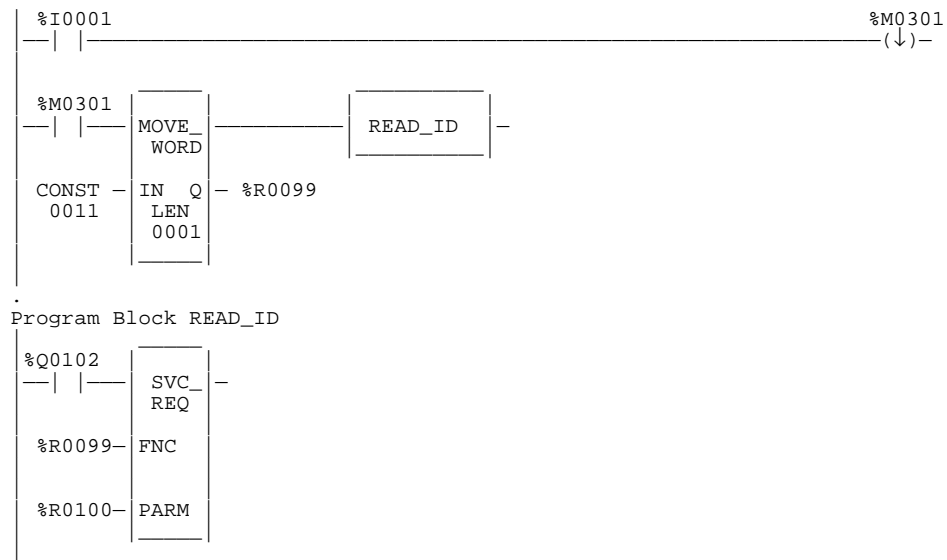 %I0001 %M0301
(↓)
%M0301
MOVE_ READ_ID
WORD
CONST IN Q %R0099
0011 LEN
0001
.
Program Block READ_ID
%Q0102
SVC_
REQ
%R0099 FNC
%R0100 PARM